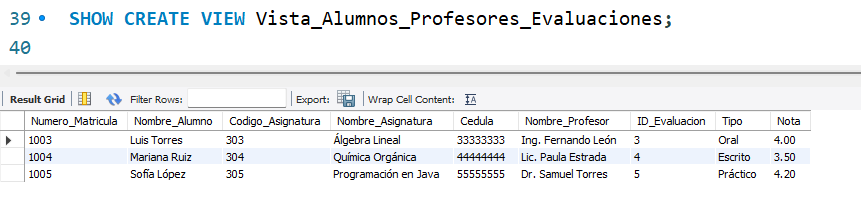 39 SHOW CREATE VIEW Vista_Alumnos_Profesores_Evaluaciones;
40
Result Grid Filter Rows: Export: Wrap Cell Content:
Numero_Matricula Nombre_Alumno Codigo_Asignatura Nombre_Asignatura Cedula Nombre_Profesor ID_Evaluacion Tipo Nota
1003 Luis Torres 303 Álgebra Lineal 33333333 Ing. Fernando León 3 Oral 4.00
1004 Mariana Ruiz 304 Química Orgánica 44444444 Lic. Paula Estrada 4 Escrito 3.50
1005 Sofía López 305 Programación en Java 55555555 Dr. Samuel Torres 5 Práctico 4.20